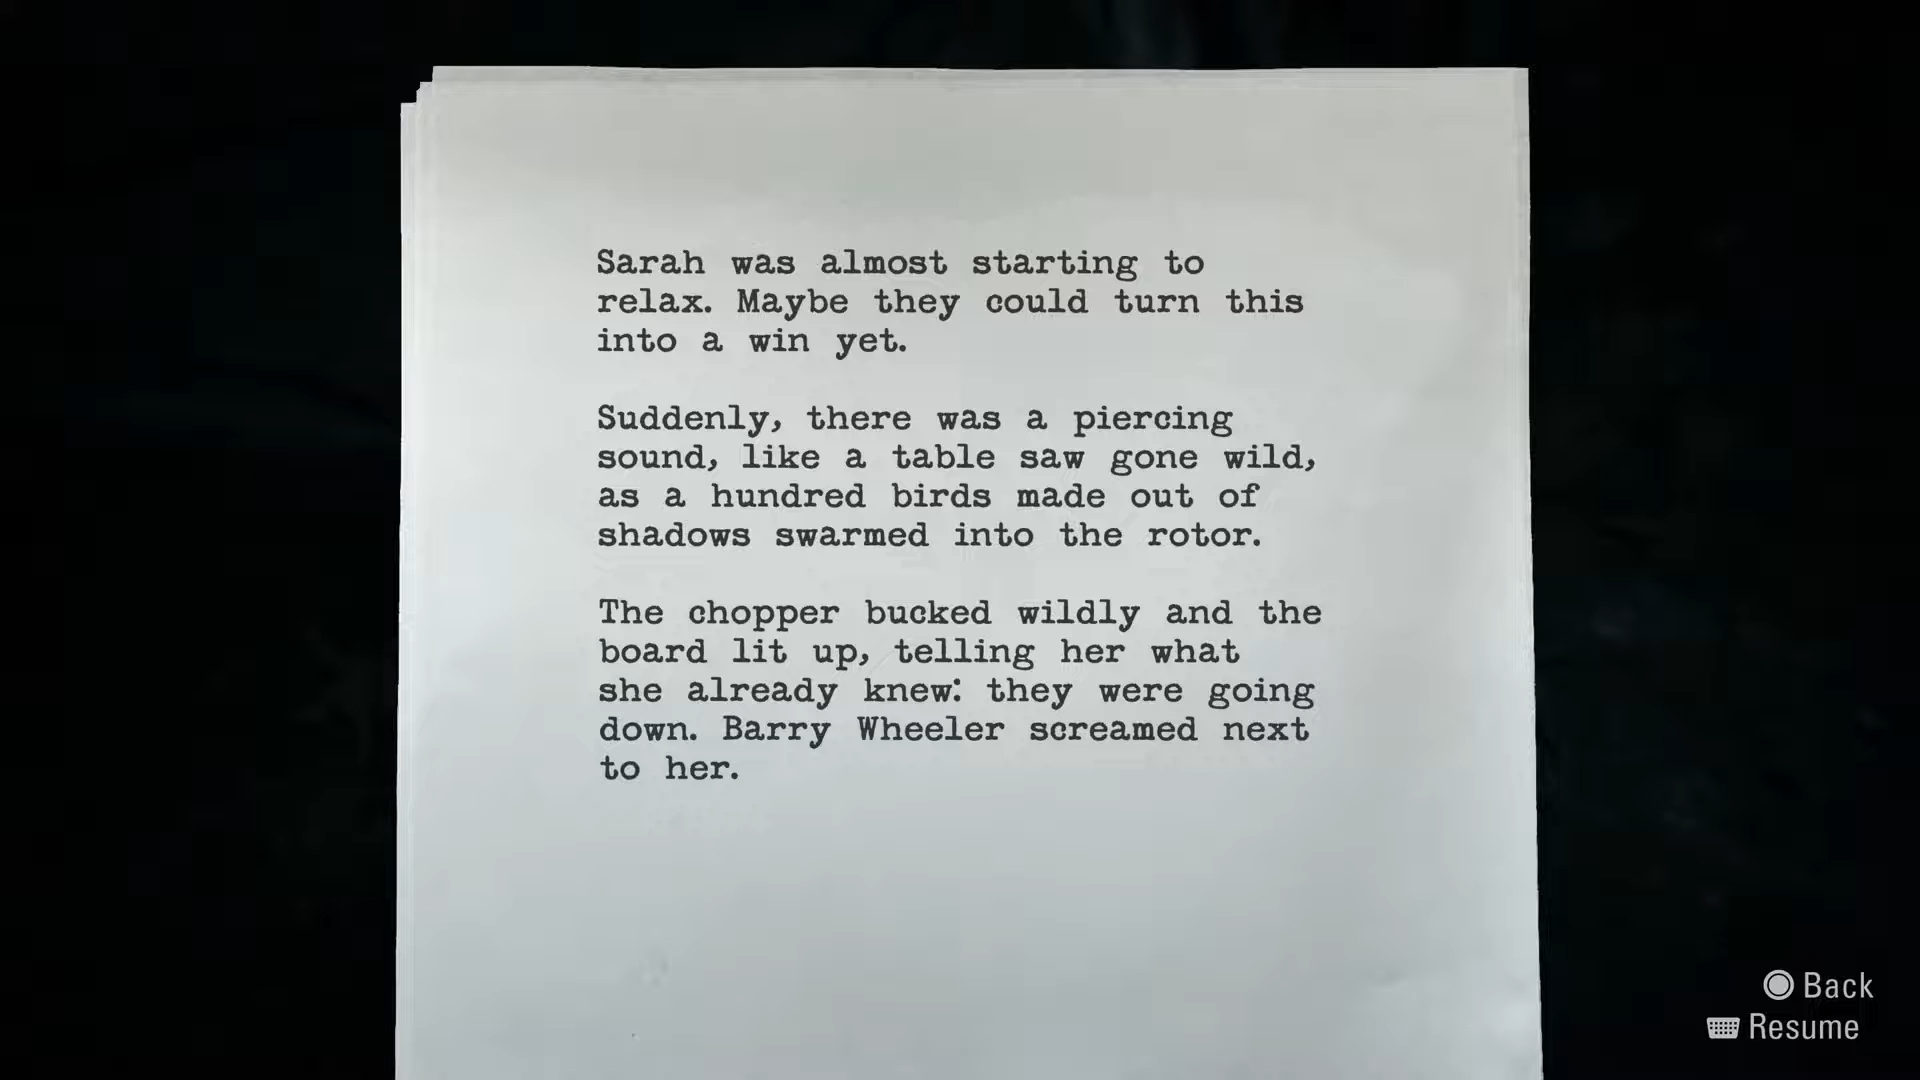 Sarah was almost starting to
relax. Maybe they could turn this
into a win yet.
Suddenly, there was a piercing
sound, like a table saw gone wild,
as a hundred birds made out of
shadows swarmed into the rotor.
The chopper bucked wildly and the
board lit up, telling her what
she already knew: they were going
down. Barry Wheeler screamed next
to her.
Back
Resume